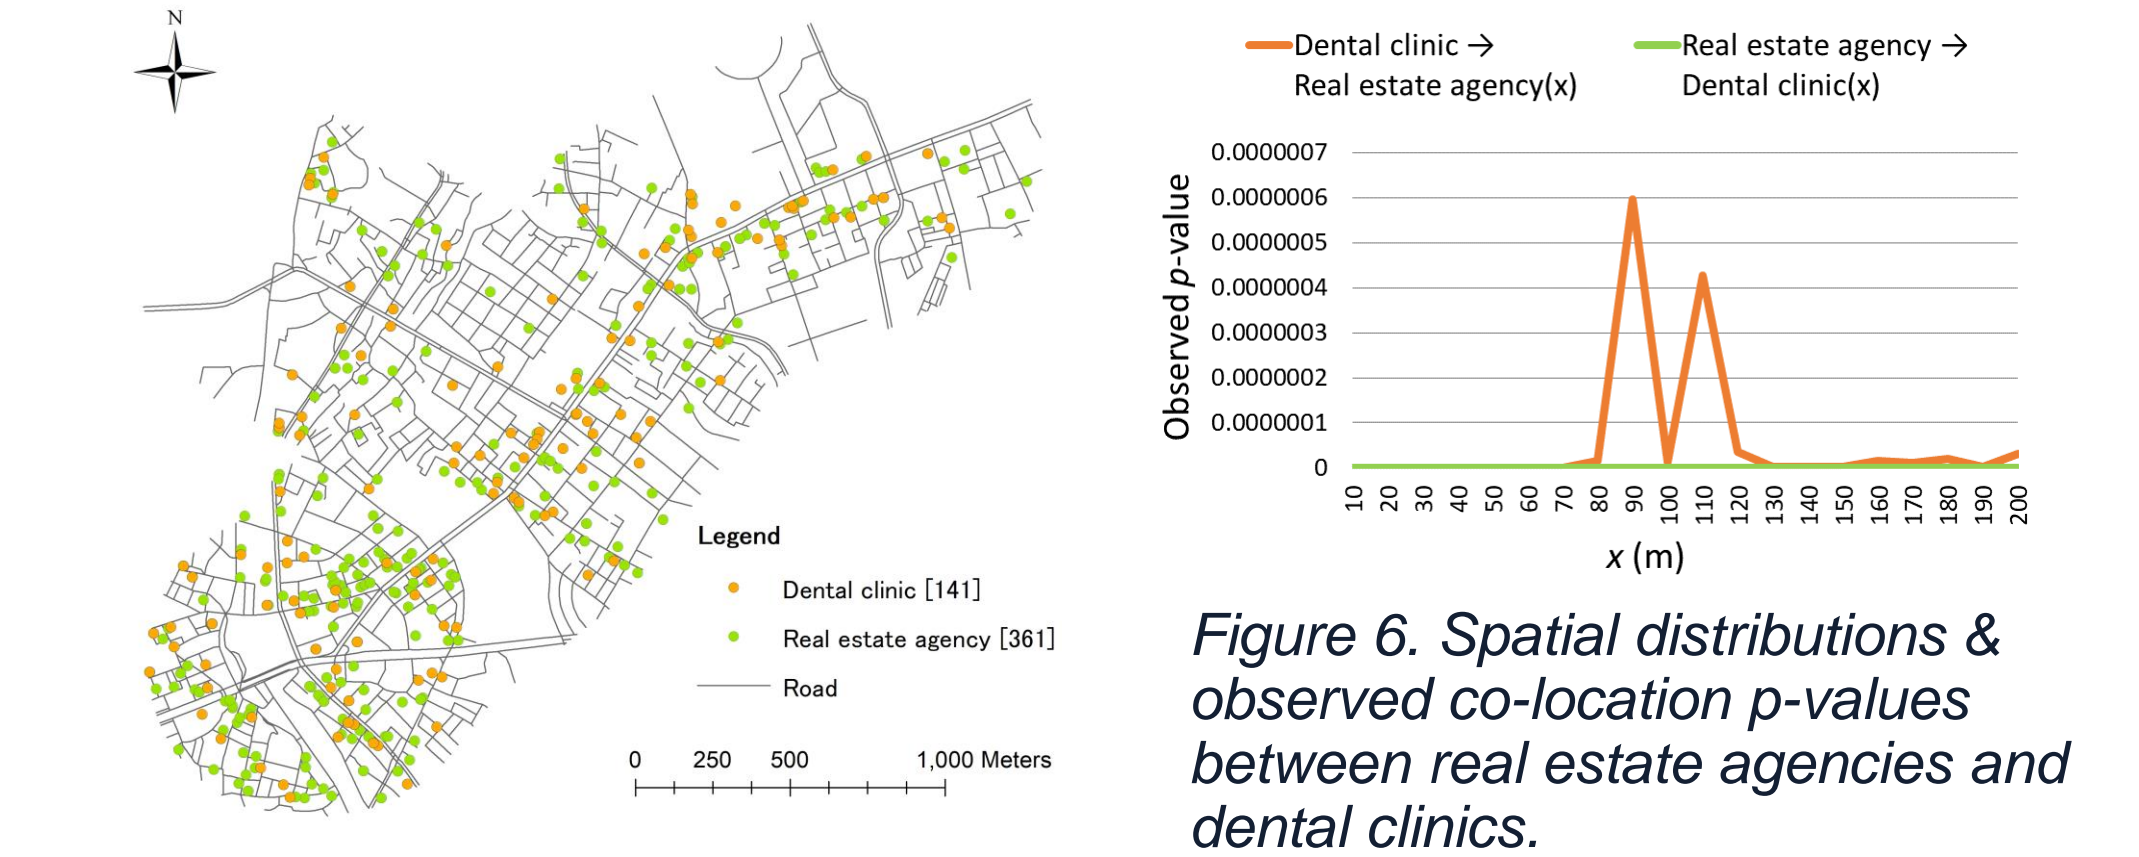 N
Legend
Dental clinic [141]
Real estate agency [361]
Road
0 250 500 1,000 Meters
Dental clinic →
Real estate agency(x)
Real estate agency →
Dental clinic(x)
Observed p-value
0.0000007
0.0000006
0.0000005
0.0000004
0.0000003
0.0000002
0.0000001
0
10 20 30 40 50 60 70 80 90 100 110 120 130 140 150 160 170 180 190 200
x (m)
Figure 6. Spatial distributions &
observed co-location p-values
between real estate agencies and
dental clinics.